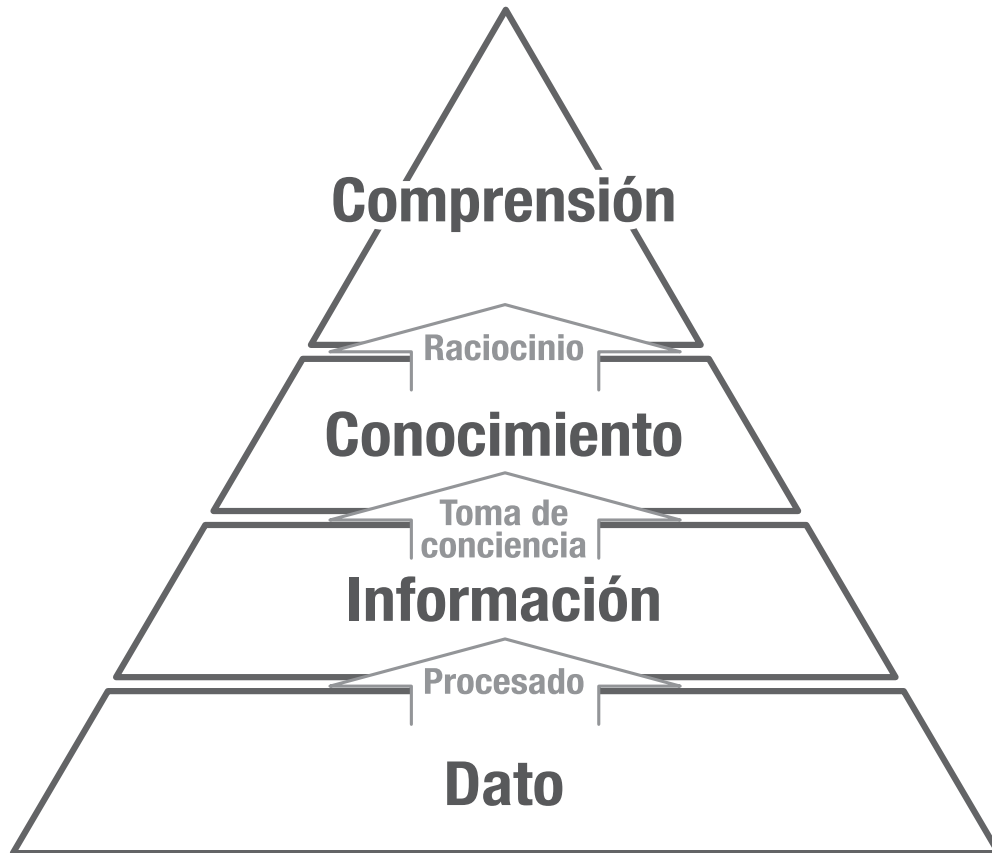 Comprensión
Raciocinio
Conocimiento
Toma de
conciencia
Información
Procesado
Dato